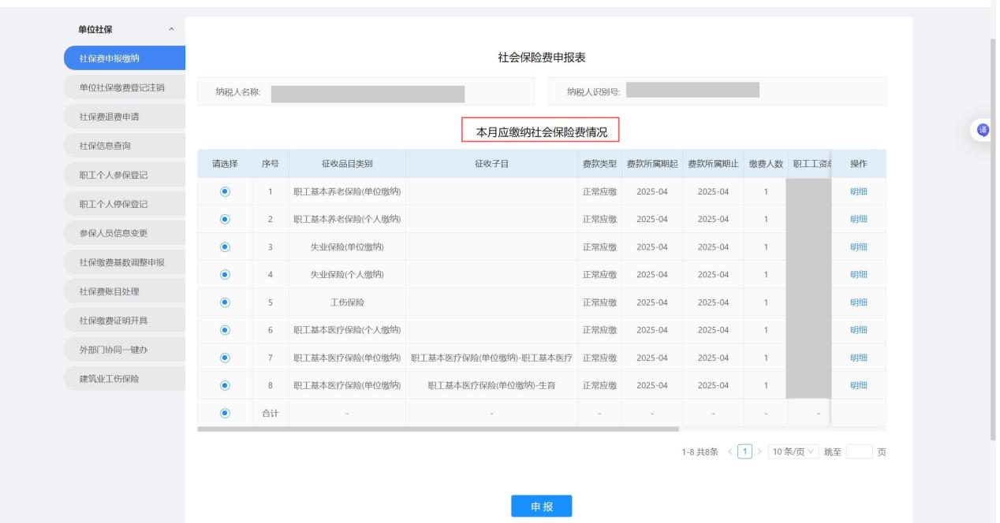 单位社保
社保费申报缴纳
单位社保缴费登记注销
社保费退费申请
社保信息查询
职工个人参保登记
职工个人停保登记
参保人员信息变更
社保缴费基数调整申报
社保费账目处理
社保缴费证明开具
外部门协同一键办
建筑业工伤保险
社会保险费申报表
纳税人名称: 纳税人识别号:
本月应缴纳社会保险费情况
请选择 序号 征收品目类别 征收子目 费款类型 费款所属期起 费款所属期止 缴费人数 职工工资 操作
1 职工基本养老保险(单位缴纳) 正常应缴 2025-04 2025-04 1 明细
2 职工基本养老保险(个人缴纳) 正常应缴 2025-04 2025-04 1 明细
3 失业保险(单位缴纳) 正常应缴 2025-04 2025-04 1 明细
4 失业保险(个人缴纳) 正常应缴 2025-04 2025-04 1 明细
5 工伤保险 正常应缴 2025-04 2025-04 1 明细
6 职工基本医疗保险(个人缴纳) 正常应缴 2025-04 2025-04 1 明细
7 职工基本医疗保险(单位缴纳) 职工基本医疗保险(单位缴纳)-职工基本医疗 正常应缴 2025-04 2025-04 1 明细
8 职工基本医疗保险(单位缴纳) 职工基本医疗保险(单位缴纳)-生育 正常应缴 2025-04 2025-04 1 明细
合计 - - - - - - -
1-8 共8条 < 1 > 10 条/页 跳至 页
申 报
译